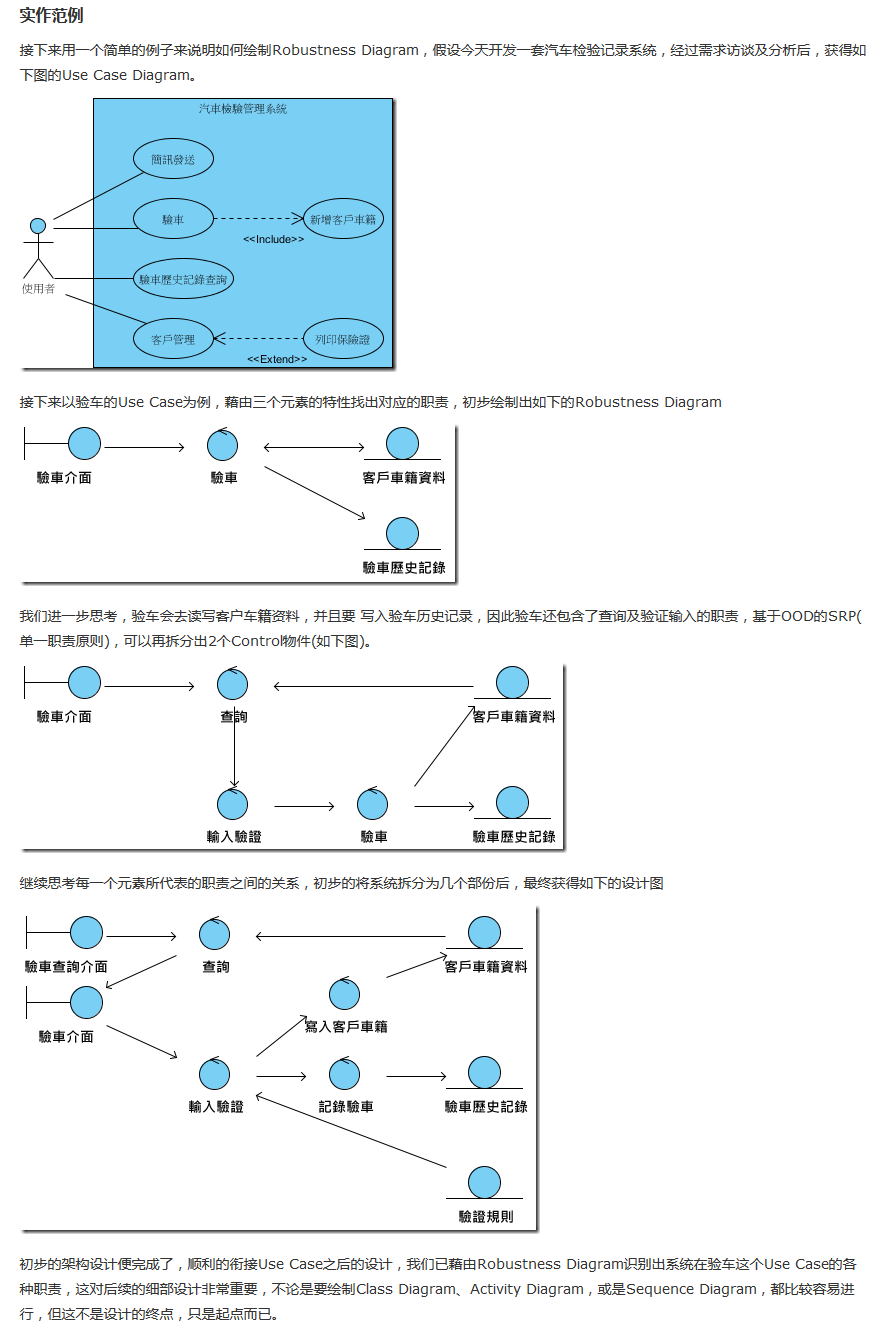 实作范例
接下来用一个简单的例子来说明如何绘制Robustness Diagram，假设今天开发一套汽车检验记录系统，经过需求访谈及分析后，获得如
下图的Use Case Diagram。
汽車檢驗管理系統
簡訊發送
驗車
新增客戶車籍
<<Include>>
驗車歷史記錄查詢
使用者
客戶管理
列印保險證
<<Extend>>
接下来以验车的Use Case为例，藉由三个元素的特性找出对应的职责，初步绘制出如下的Robustness Diagram
驗車介面
驗車
客戶車籍資料
驗車歷史記錄
我们进一步思考，验车会去读写客户车籍资料，并且要 写入验车历史记录，因此验车还包含了查询及验证输入的职责，基于OOD的SRP(
单一职责原则)，可以再拆分出2个Control物件(如下图)。
驗車介面
查詢
客戶車籍資料
輸入驗證
驗車
驗車歷史記錄
继续思考每一个元素所代表的职责之间的关系，初步的将系统拆分为几个部份后，最终获得如下的设计图
驗車查詢介面
查詢
客戶車籍資料
驗車介面
寫入客戶車籍
輸入驗證
記錄驗車
驗車歷史記錄
驗證規則
初步的架构设计便完成了，顺利的衔接Use Case之后的设计，我们已藉由Robustness Diagram识别出系统在验车这个Use Case的各
种职责，这对后续的细部设计非常重要，不论是要绘制Class Diagram、Activity Diagram，或是Sequence Diagram，都比较容易进
行，但这不是设计的终点，只是起点而已。